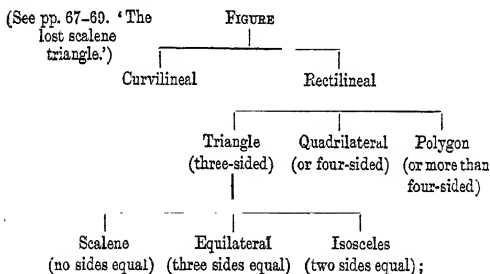 (See pp. 67–69. ‘The
lost scalene
triangle.’)
FIGURE
Curvilineal Rectilineal
Triangle Quadrilateral Polygon
(three-sided) (or four-sided) (or more than
four-sided)
Scalene Equilateral Isosceles
(no sides equal) (three sides equal) (two sides equal);